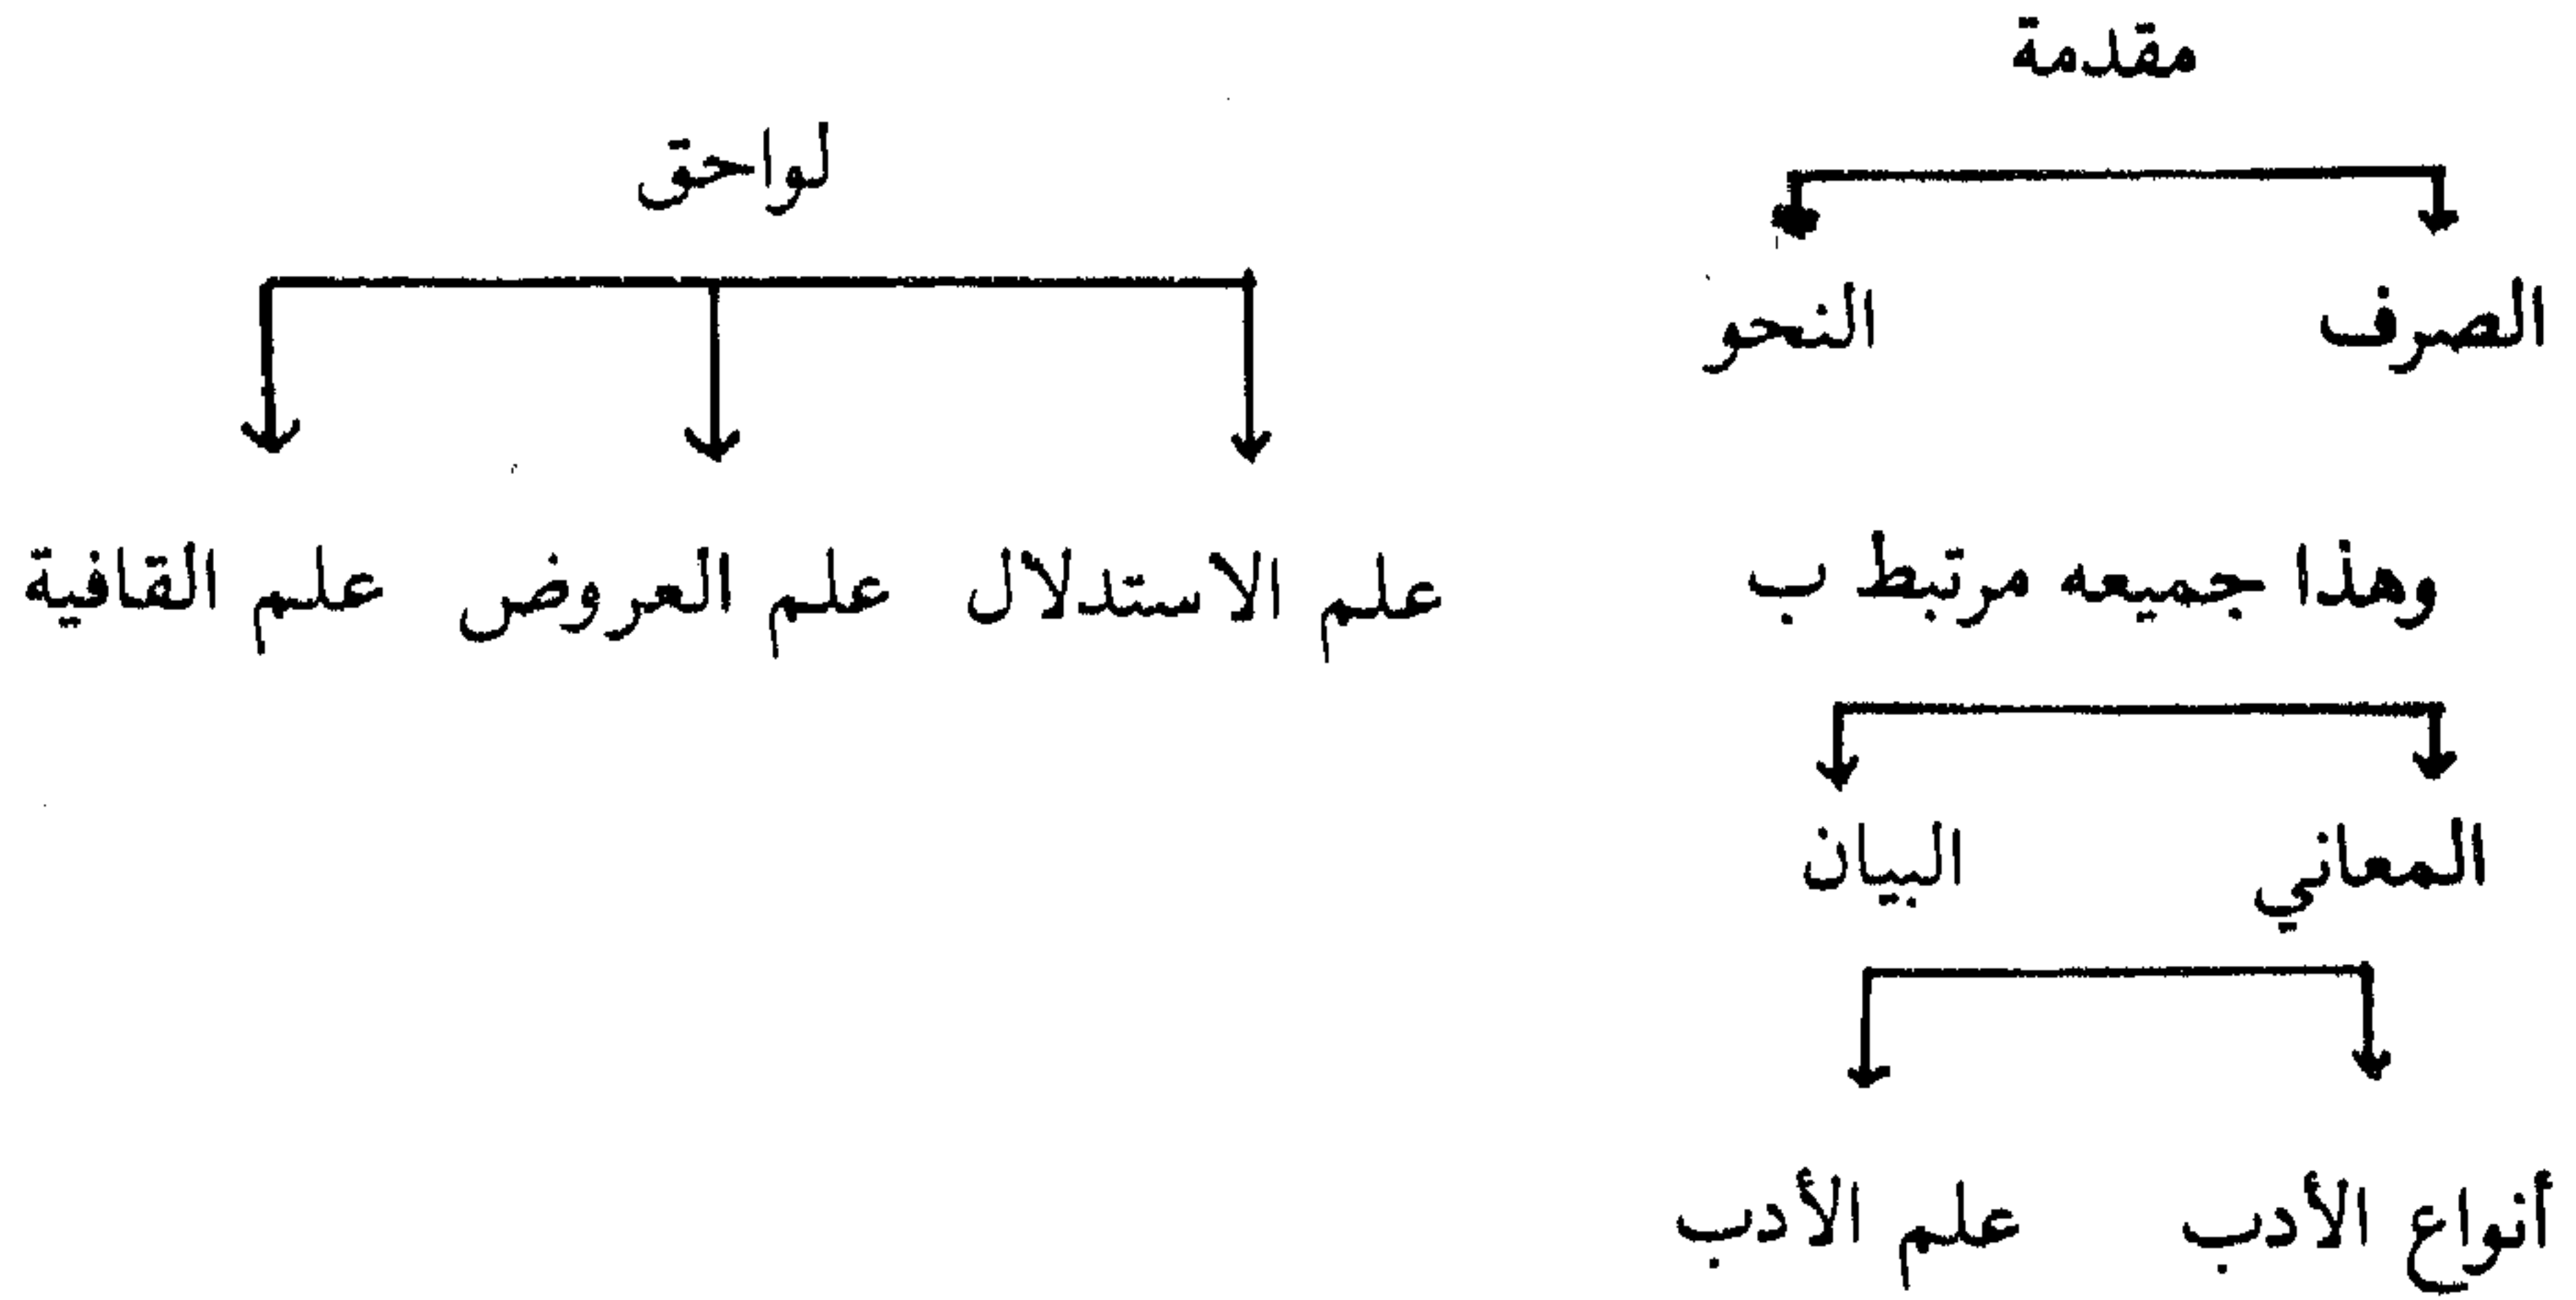 مقدمة
الصرف النحو
وهذا جميعه مرتبط ب
المعاني البيان
أنواع الأدب علم الأدب
لواحق
علم الاستدلال علم العروض علم القافية